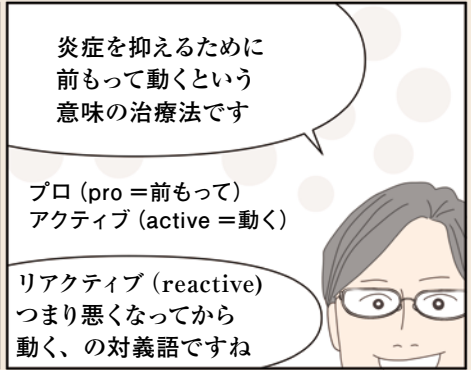 炎症を抑えるために
前もって動くという
意味の治療法です
プロ（pro＝前もって）
アクティブ（active＝動く）
リアクティブ（reactive)
つまり悪くなってから
動く、の対義語ですね